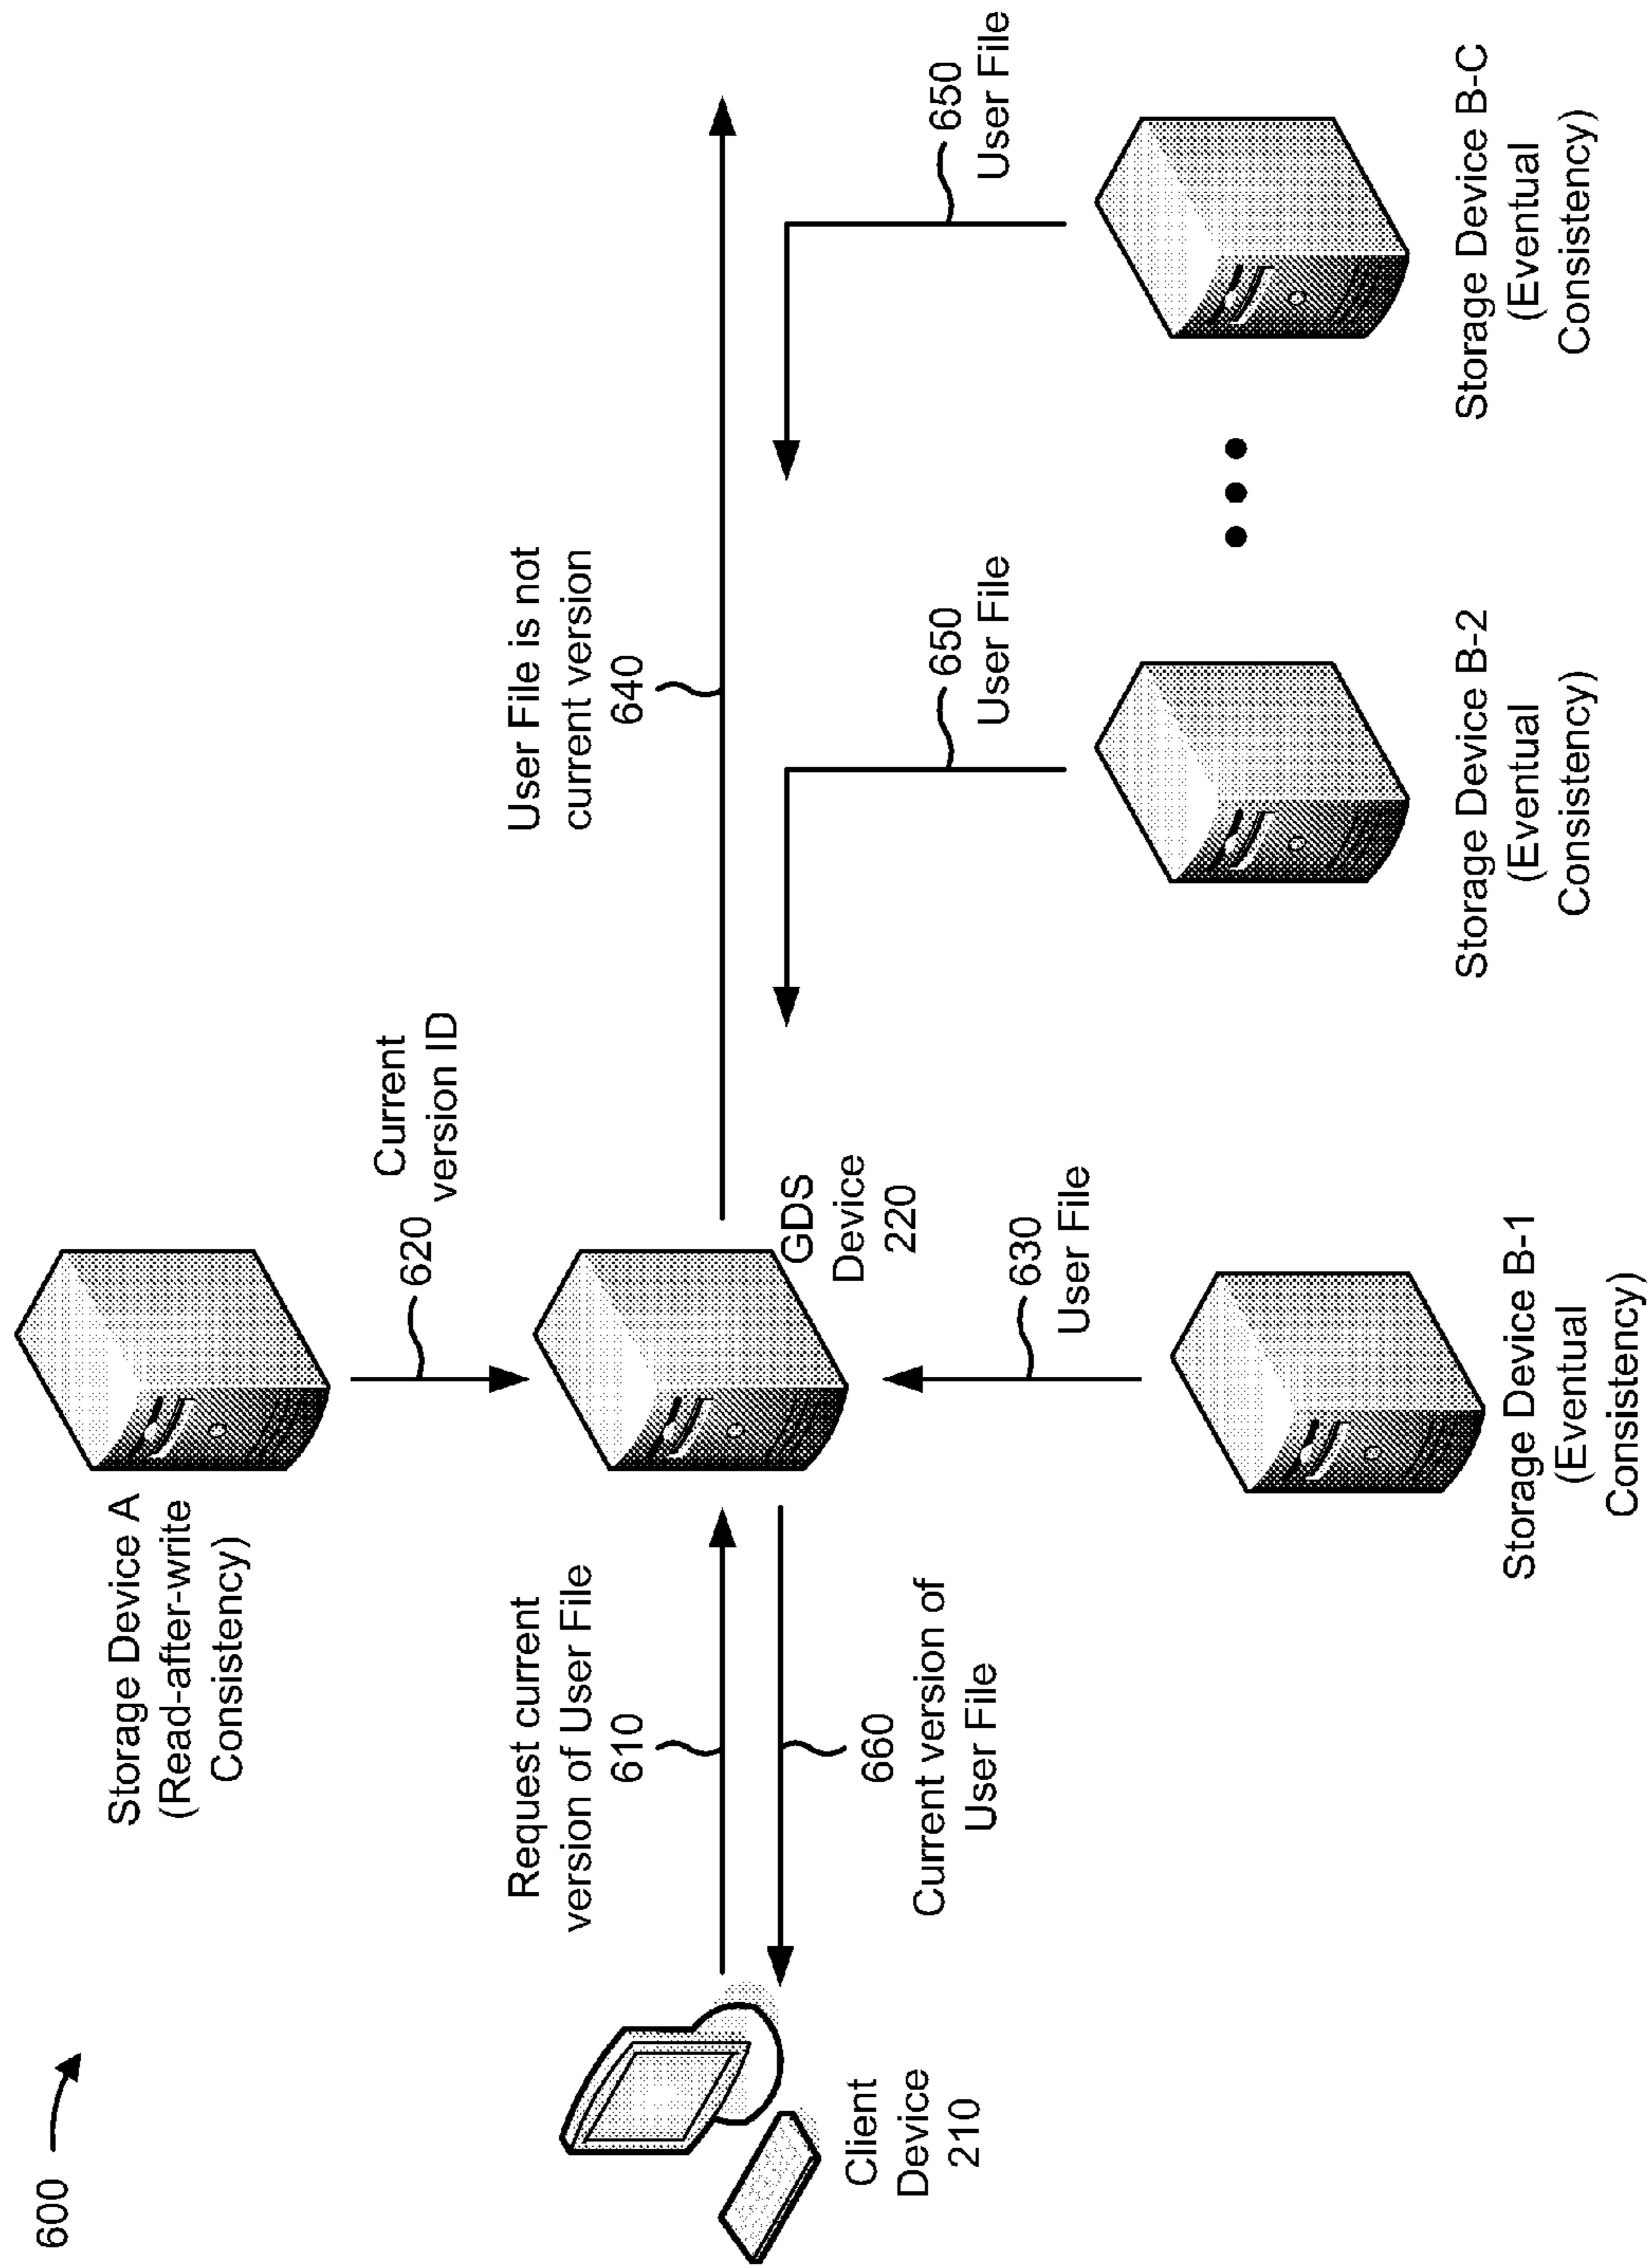 600
Storage Device A
(Read-after-write
Consistency)
620
Current
version ID
Request current
version of User File
610
User File is not
current version
640
Client
Device
210
660
Current version of
User File
GDS
Device
220
630
User File
650
User File
650
User File
Storage Device B-1
(Eventual
Consistency)
Storage Device B-2
(Eventual
Consistency)
Storage Device B-C
(Eventual
Consistency)